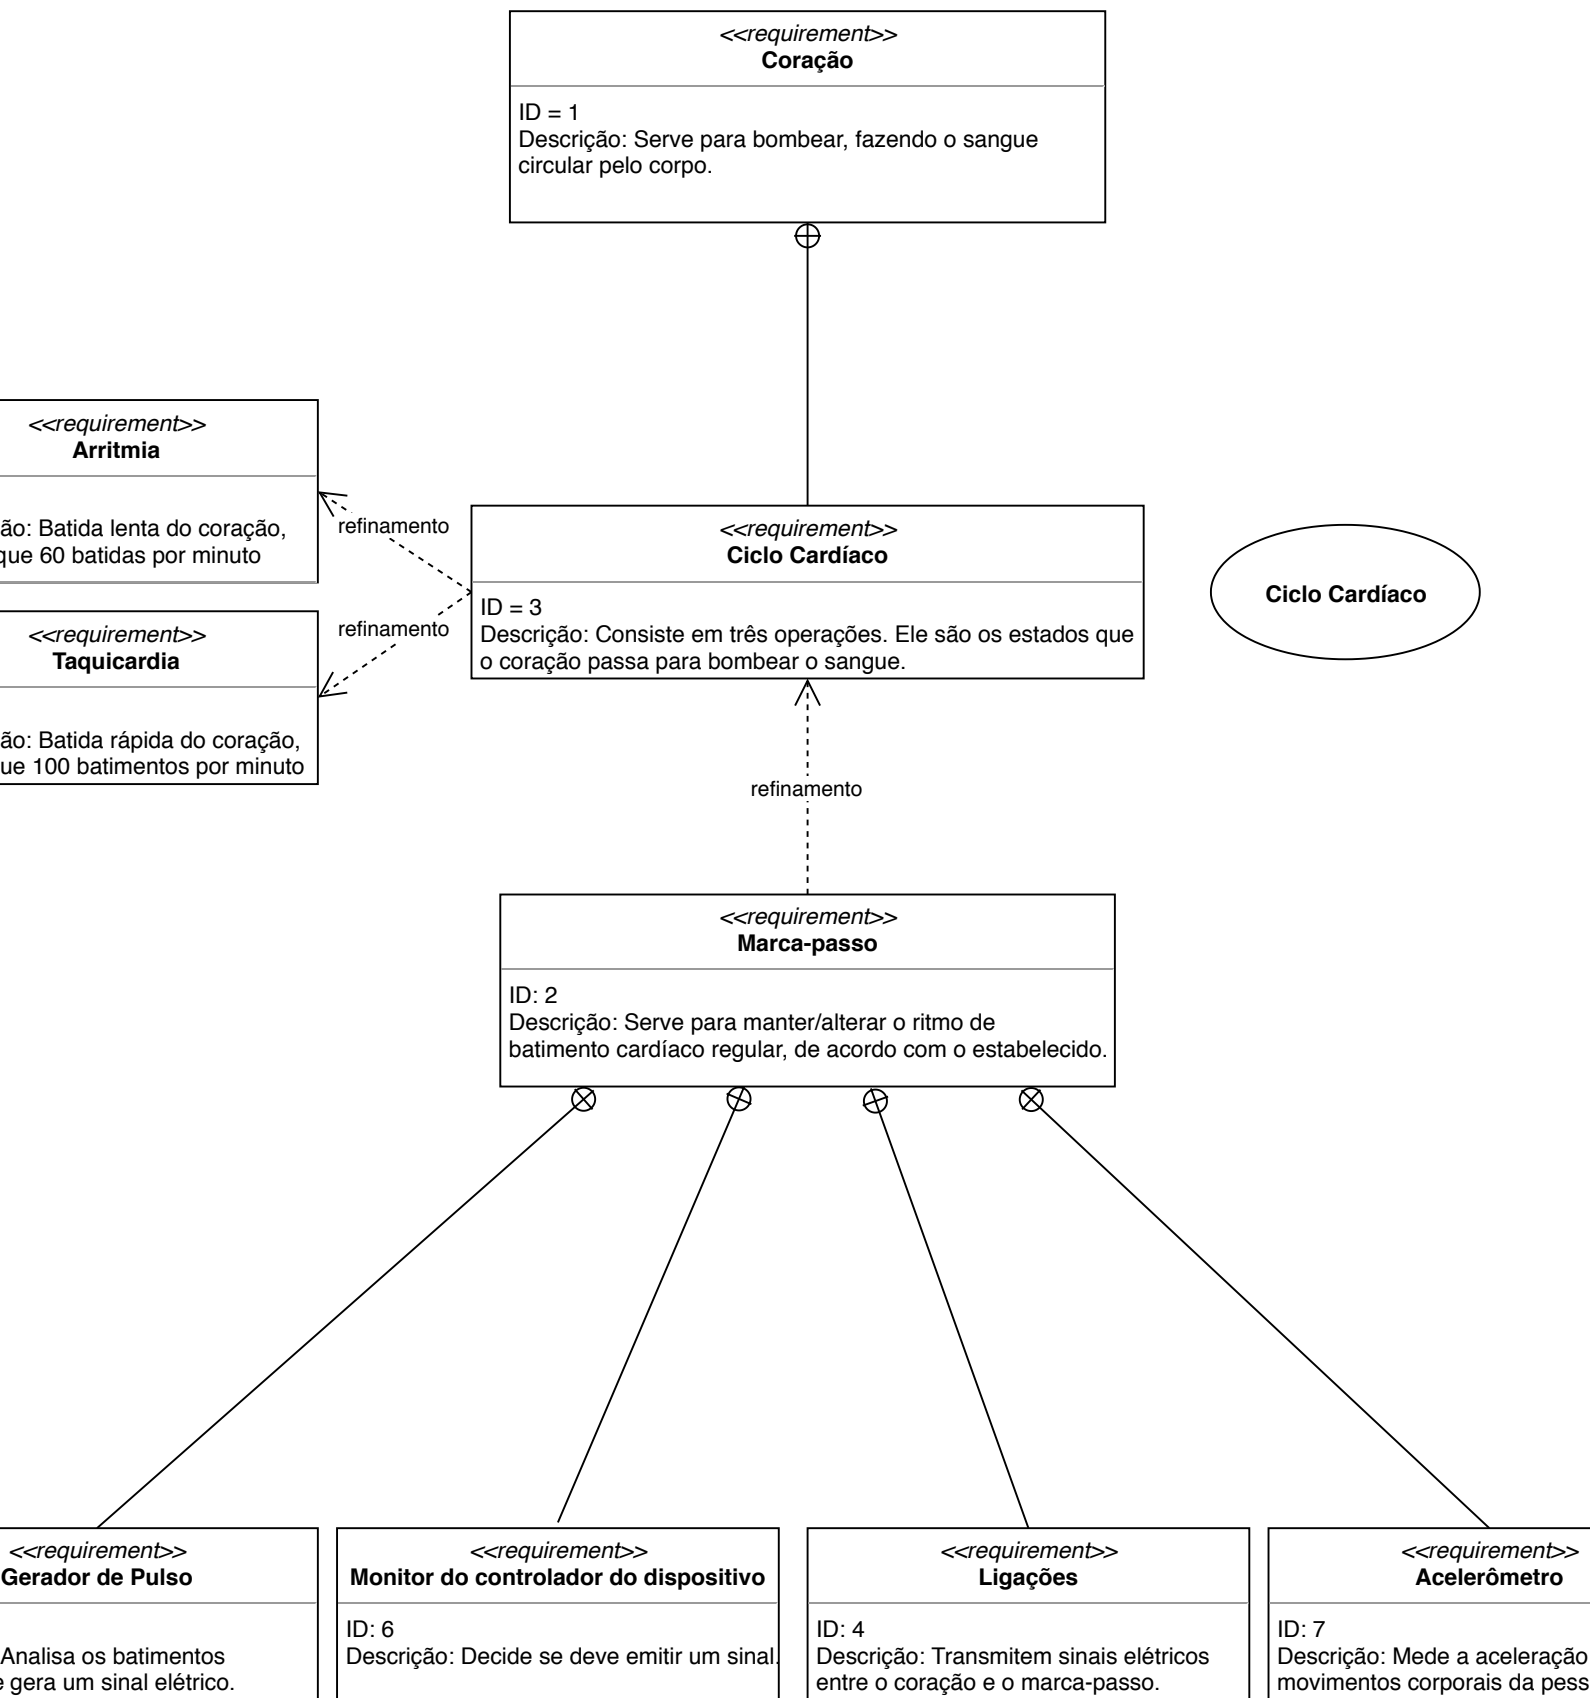 <<requirement>>
Coração
ID = 1
Descrição: Serve para bombear, fazendo o sangue
circular pelo corpo.
<<requirement>>
Arritmia
ão: Batida lenta do coração,
que 60 batidas por minuto
refinamento
<<requirement>>
Taquicardia
ão: Batida rápida do coração,
ue 100 batimentos por minuto
refinamento
<<requirement>>
Ciclo Cardíaco
ID = 3
Descrição: Consiste em três operações. Ele são os estados que
o coração passa para bombear o sangue.
Ciclo Cardíaco
refinamento
<<requirement>>
Marca-passo
ID: 2
Descrição: Serve para manter/alterar o ritmo de
batimento cardíaco regular, de acordo com o estabelecido.
<<requirement>>
Gerador de Pulso
Analisa os batimentos
e gera um sinal elétrico.
<<requirement>>
Monitor do controlador do dispositivo
ID: 6
Descrição: Decide se deve emitir um sinal.
<<requirement>>
Ligações
ID: 4
Descrição: Transmitem sinais elétricos
entre o coração e o marca-passo.
<<requirement>>
Acelerômetro
ID: 7
Descrição: Mede a aceleração
movimentos corporais da pess